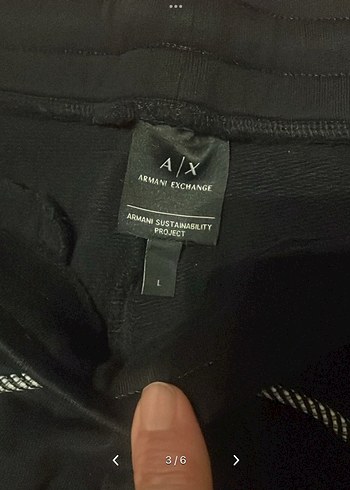 A|X
ARMANI EXCHANGE
ARMANI SUSTAINABILITY
PROJECT
L
3/6